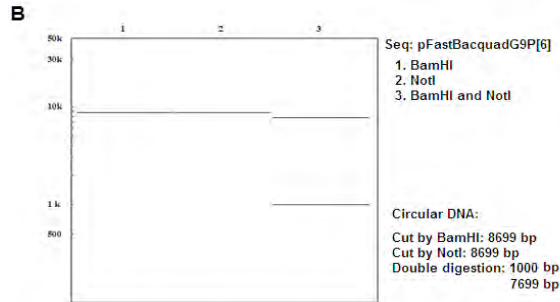 B
1 2 3
50k
30k
10k
1 k
500
Seq: pFastBacquadG9P[6]
1. BamHI
2. NotI
3. BamHI and NotI
Circular DNA:
Cut by BamHI: 8699 bp
Cut by NotI: 8699 bp
Double digestion: 1000 bp
7699 bp